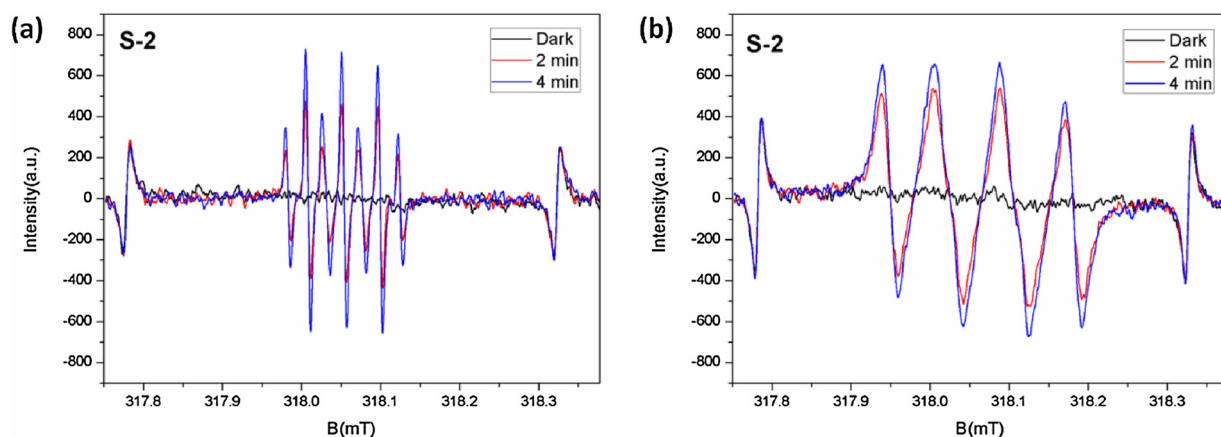 (a)
S-2
Dark
2 min
4 min
800
600
400
200
0
-200
-400
-600
-800
Intensity(a.u.)
317.8
317.9
318.0
318.1
318.2
318.3
B(mT)
(b)
S-2
Dark
2 min
4 min
800
600
400
200
0
-200
-400
-600
-800
Intensity(a.u.)
317.8
317.9
318.0
318.1
318.2
318.3
B(mT)